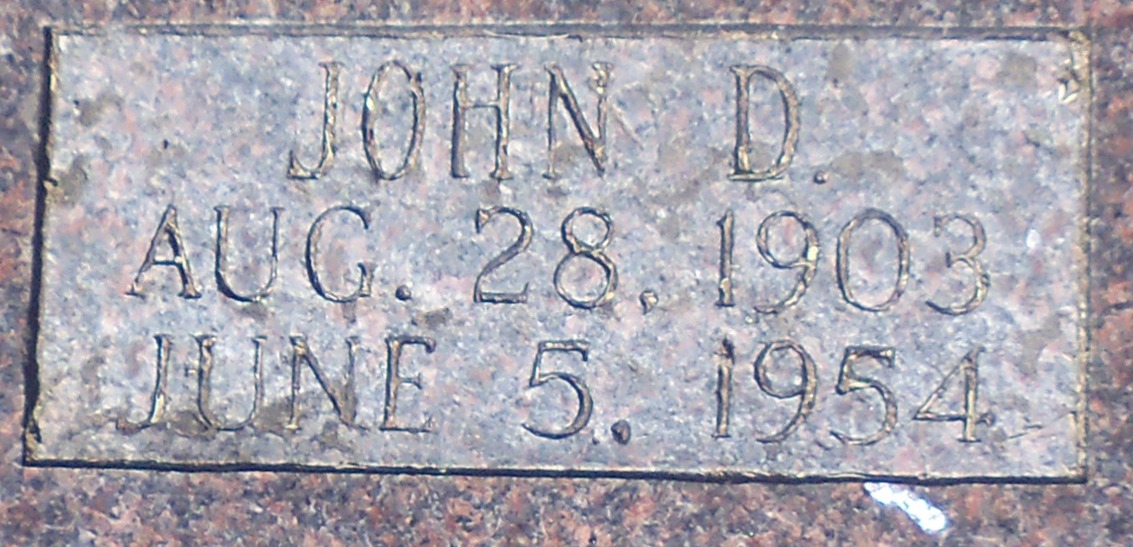 JOHN D.
AUG. 28, 1903
JUNE 5, 1954